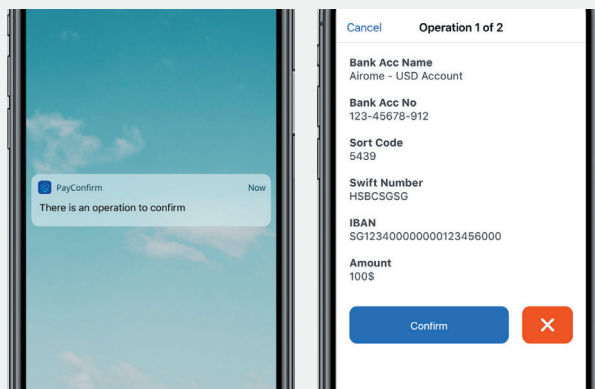 PayConfirm Now
There is an operation to confirm
Cancel Operation 1 of 2
Bank Acc Name
Airome - USD Account
Bank Acc No
123-45678-912
Sort Code
5439
Swift Number
HSBCSGSG
IBAN
SG123400000000123456000
Amount
100$
Confirm